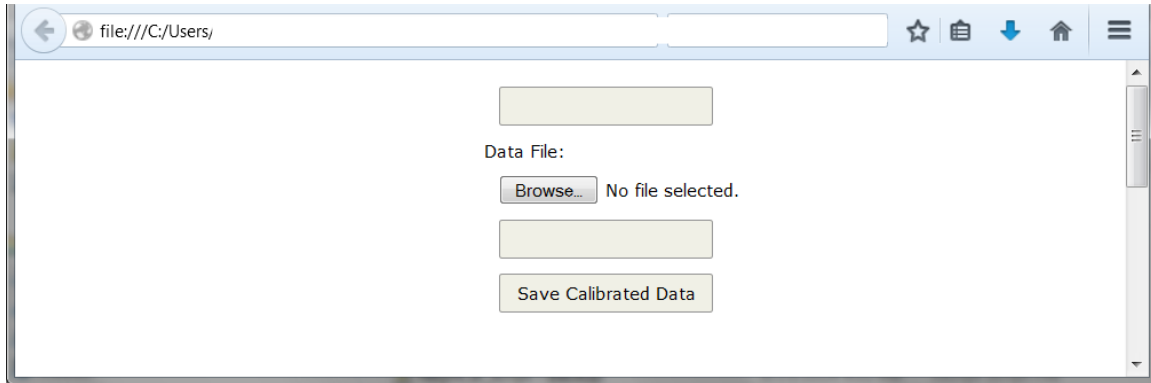 file:///C:/Users/
Data File:
Browse... No file selected.
Save Calibrated Data